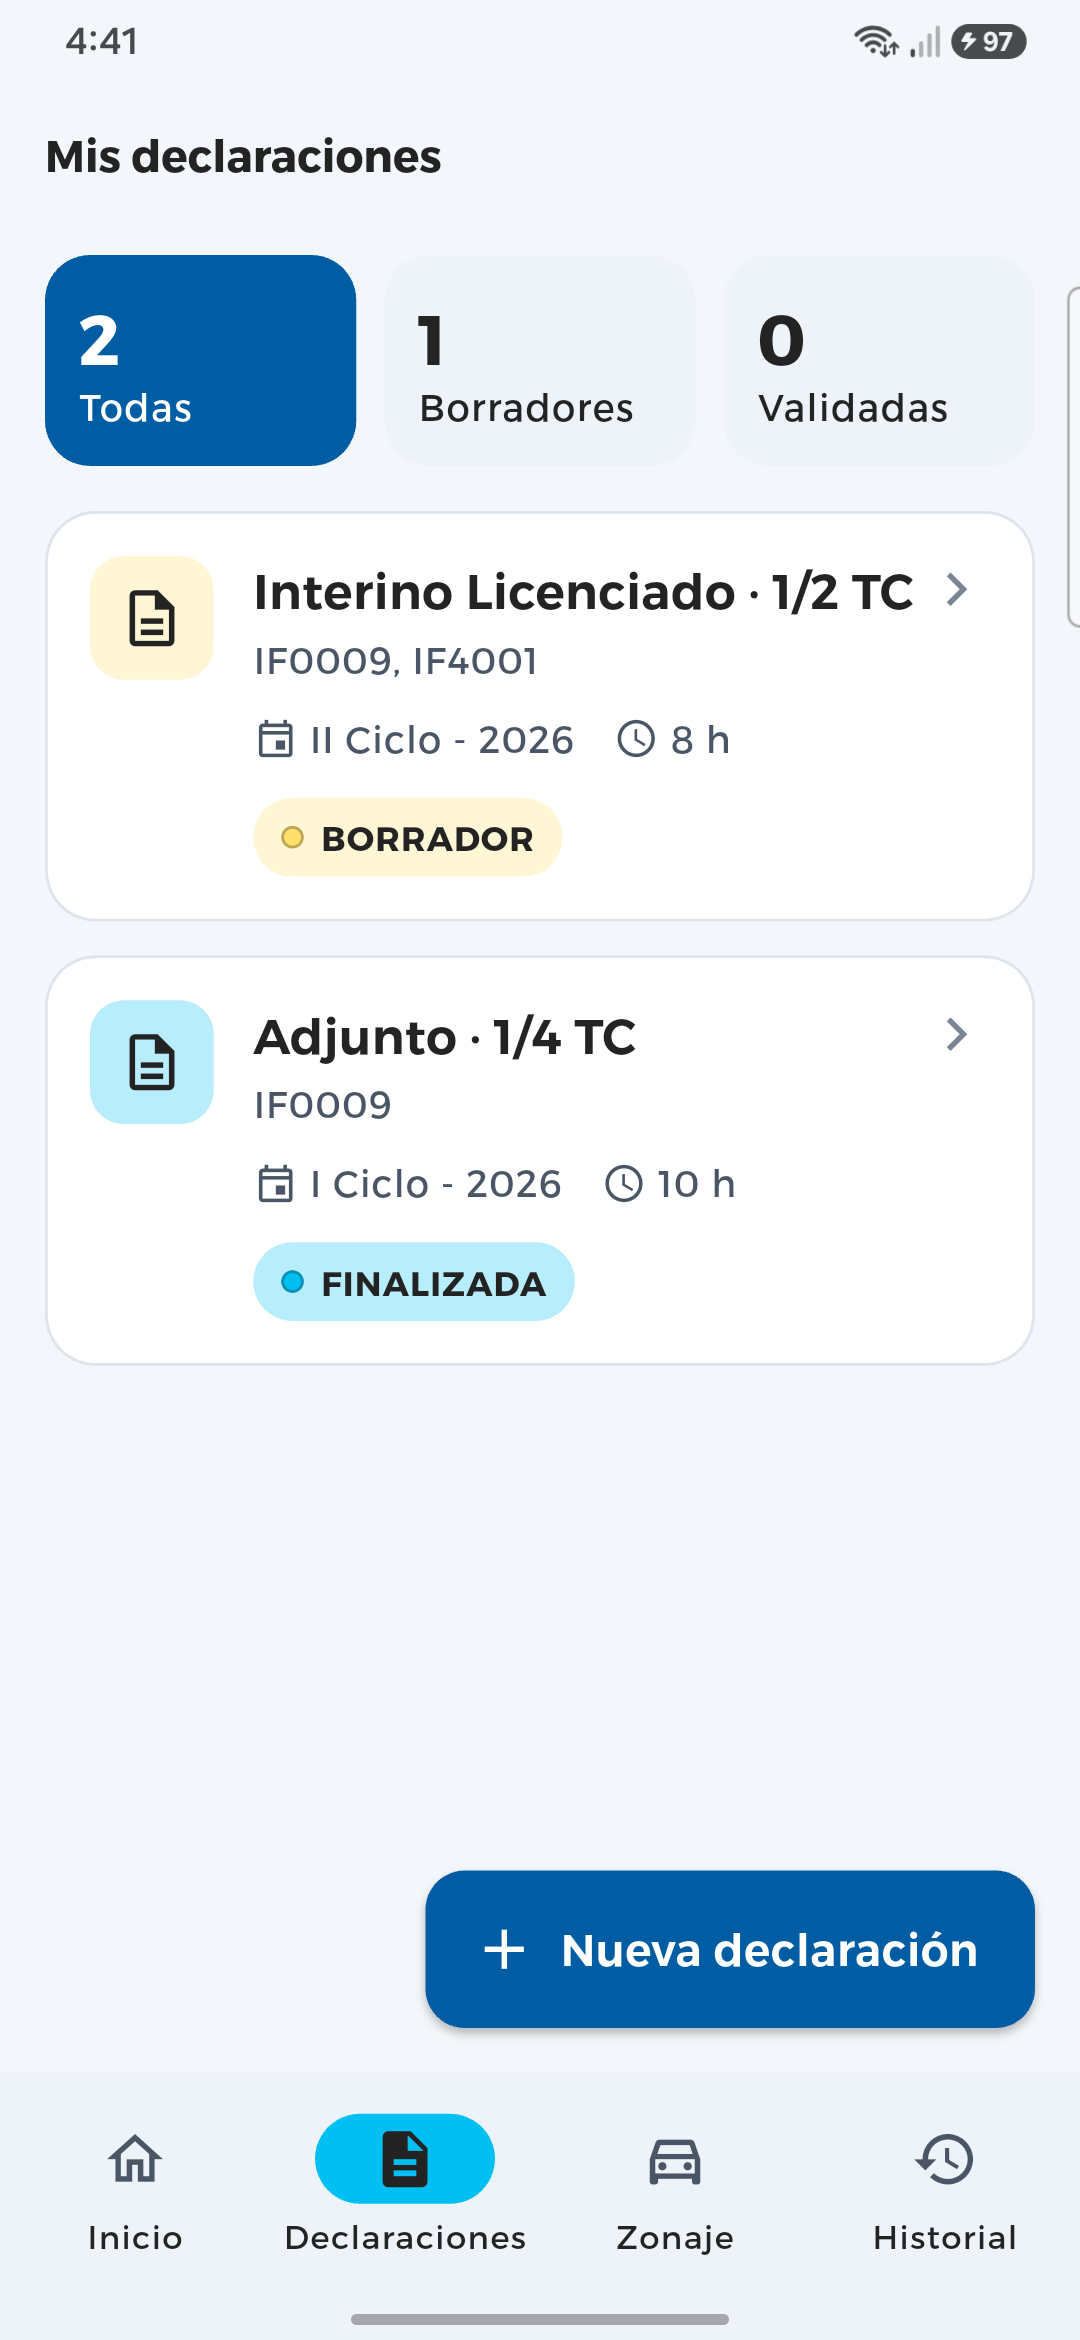 4:41
97
Mis declaraciones
2
Todas
1
Borradores
0
Validadas
Interino Licenciado · 1/2 TC
IF0009, IF4001
II Ciclo - 2026
8 h
BORRADOR
Adjunto · 1/4 TC
IF0009
I Ciclo - 2026
10 h
FINALIZADA
Nueva declaración
Inicio
Declaraciones
Zonaje
Historial